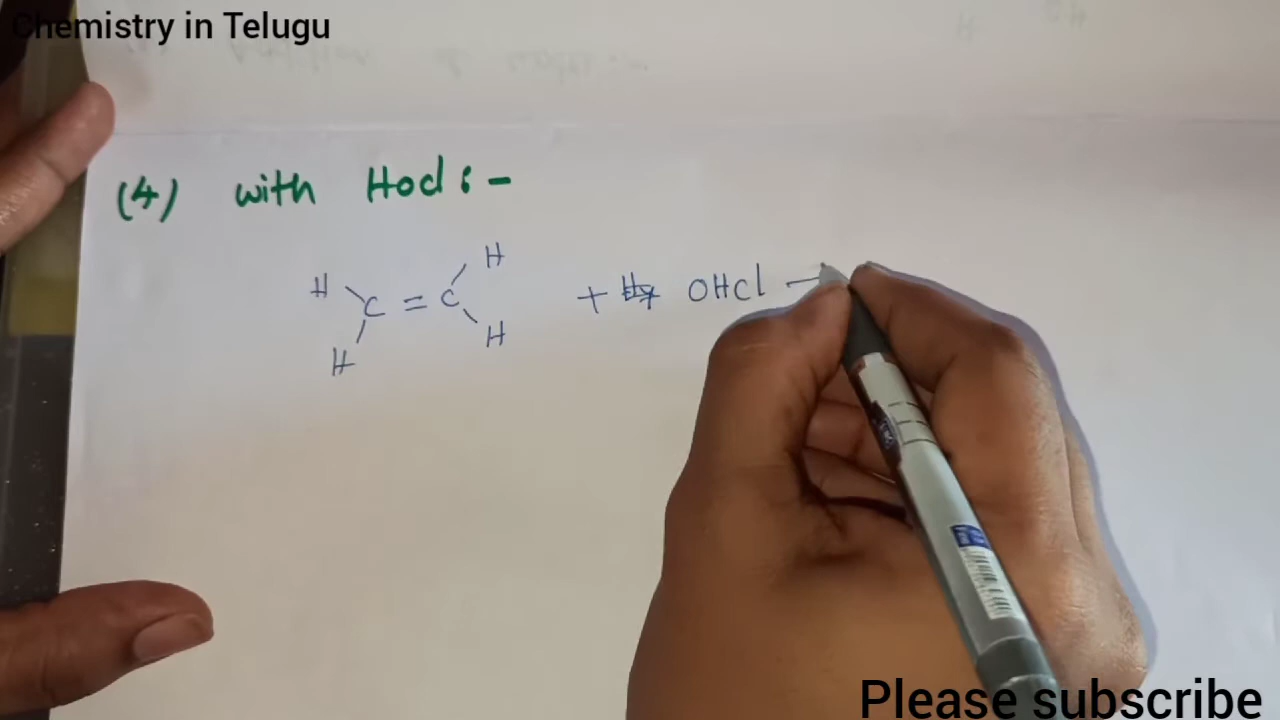 Chemistry in Telugu
(4) with Hocl :-
H H
C = C + OHCl →
H H
Please subscribe